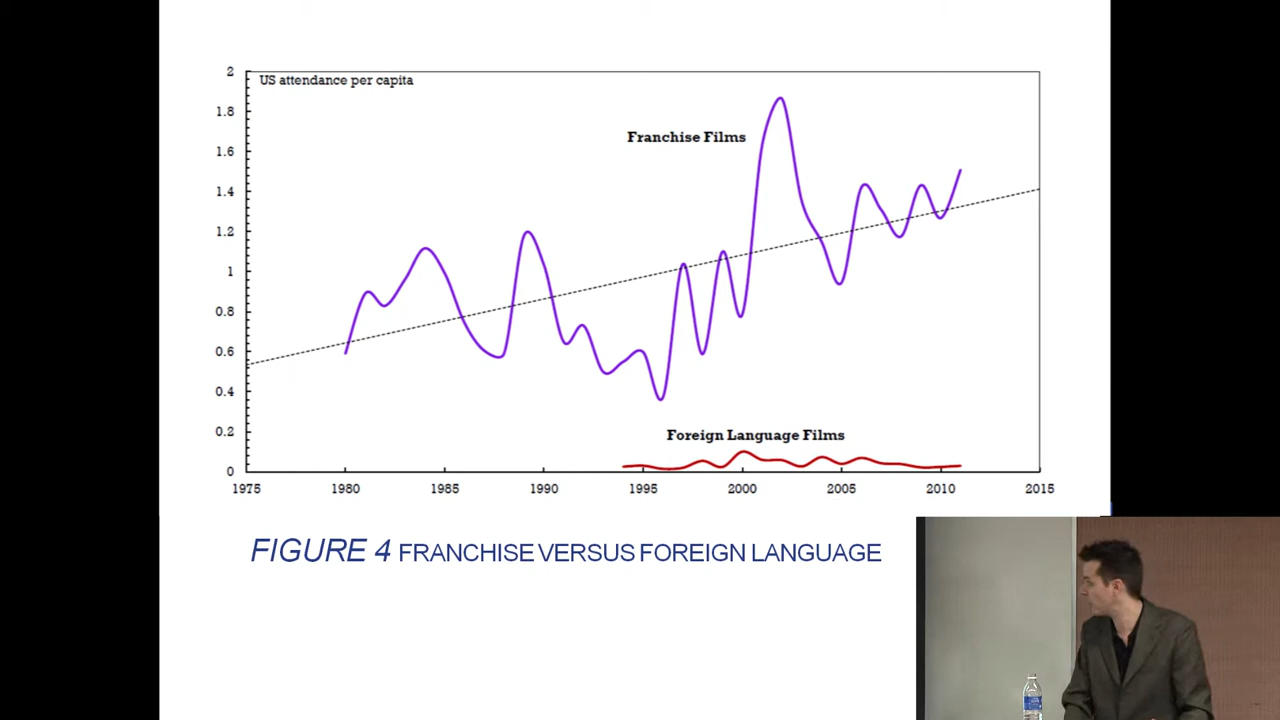 US attendance per capita
2
1.8
1.6
1.4
1.2
1
0.8
0.6
0.4
0.2
0
Franchise Films
Foreign Language Films
1975 1980 1985 1990 1995 2000 2005 2010 2015
FIGURE 4 FRANCHISE VERSUS FOREIGN LANGUAGE